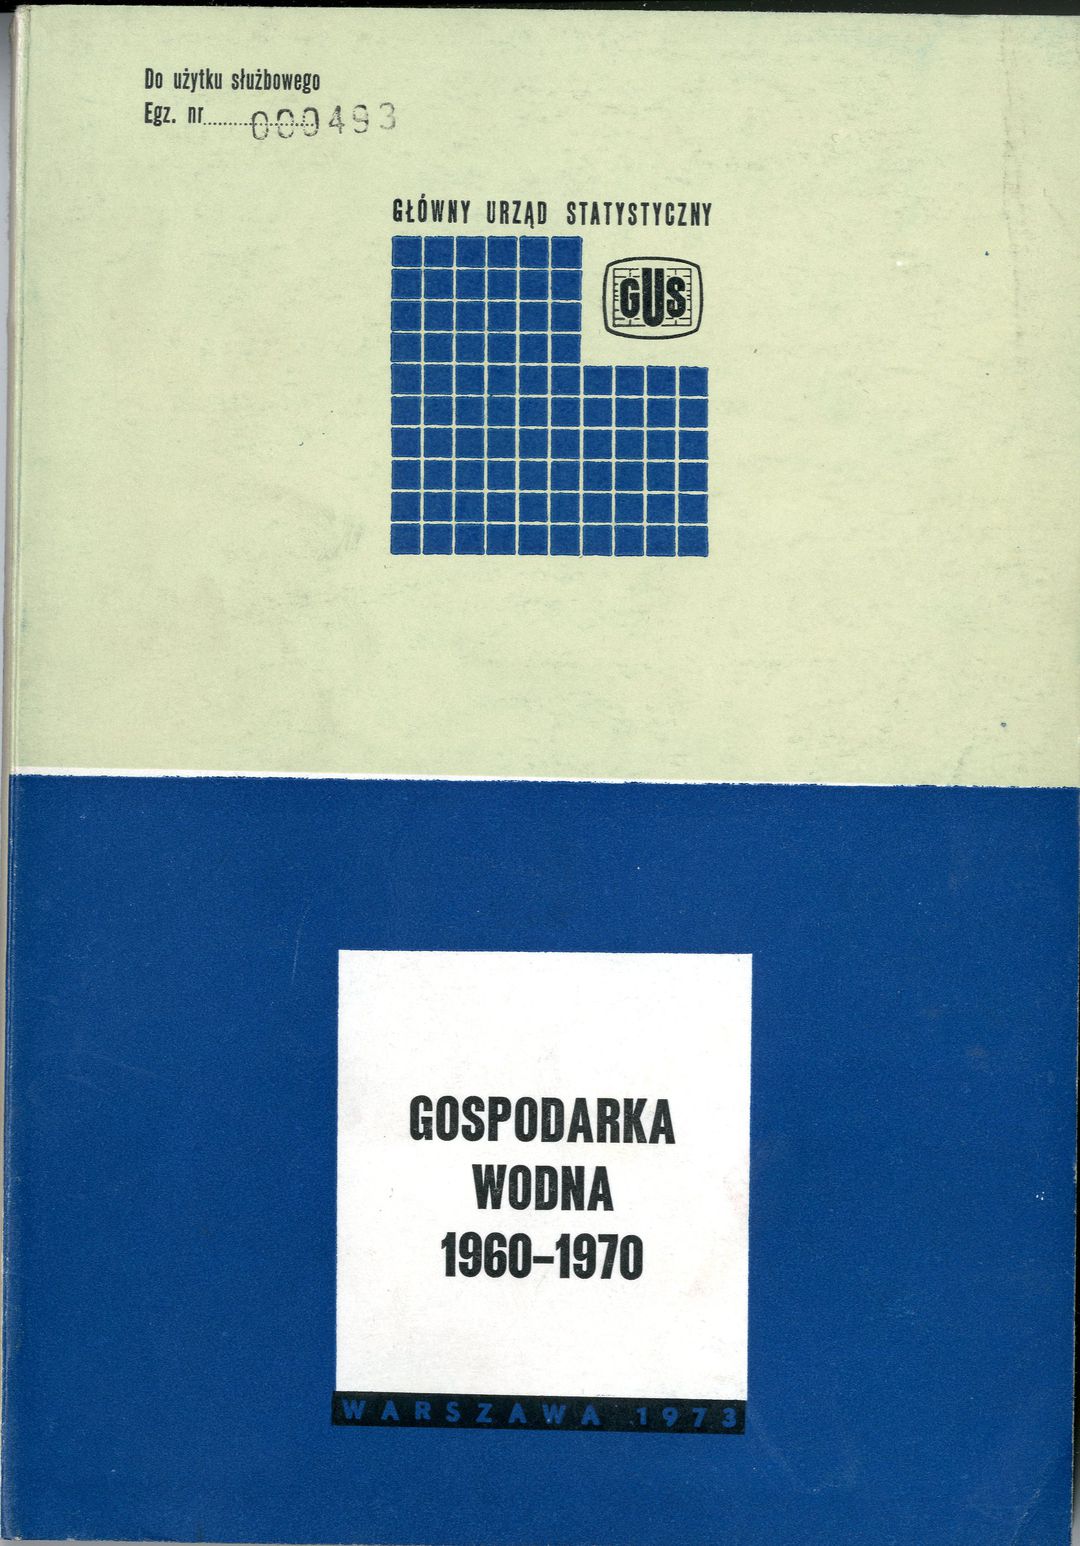 Do użytku służbowego
Egz. nr 000493
GŁÓWNY URZĄD STATYSTYCZNY
GUS
GOSPODARKA
WODNA
1960-1970
WARSZAWA 1973